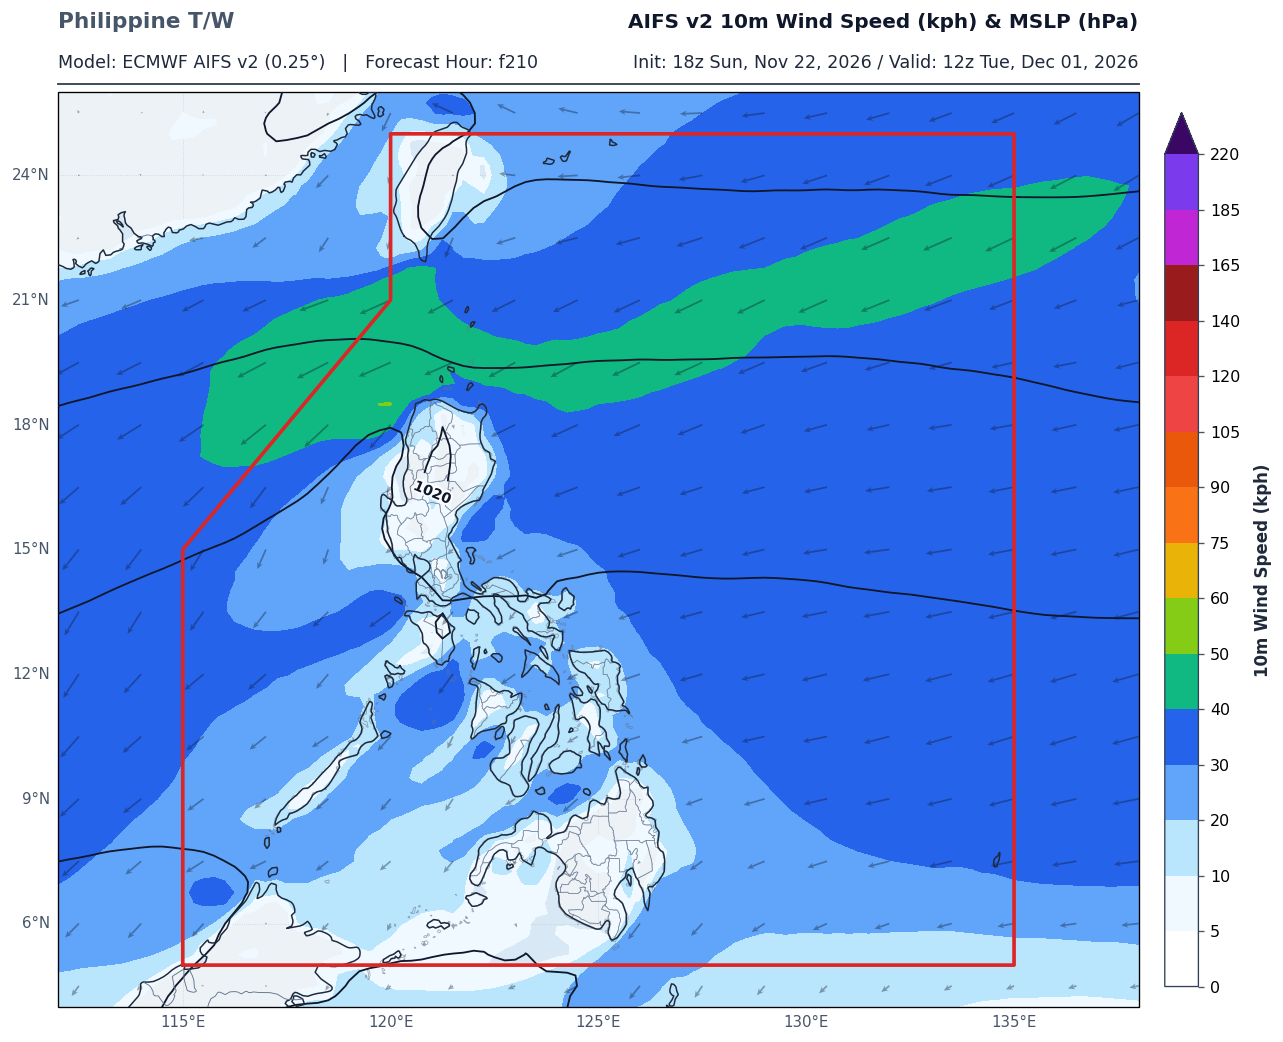 Philippine T/W
AIFS v2 10m Wind Speed (kph) & MSLP (hPa)
Model: ECMWF AIFS v2 (0.25°) | Forecast Hour: f210
Init: 18z Sun, Nov 22, 2026 / Valid: 12z Tue, Dec 01, 2026
24°N
21°N
18°N
15°N
12°N
9°N
6°N
1020
115°E
120°E
125°E
130°E
135°E
220
185
165
140
120
105
90
75
60
50
40
30
20
10
5
0
10m Wind Speed (kph)